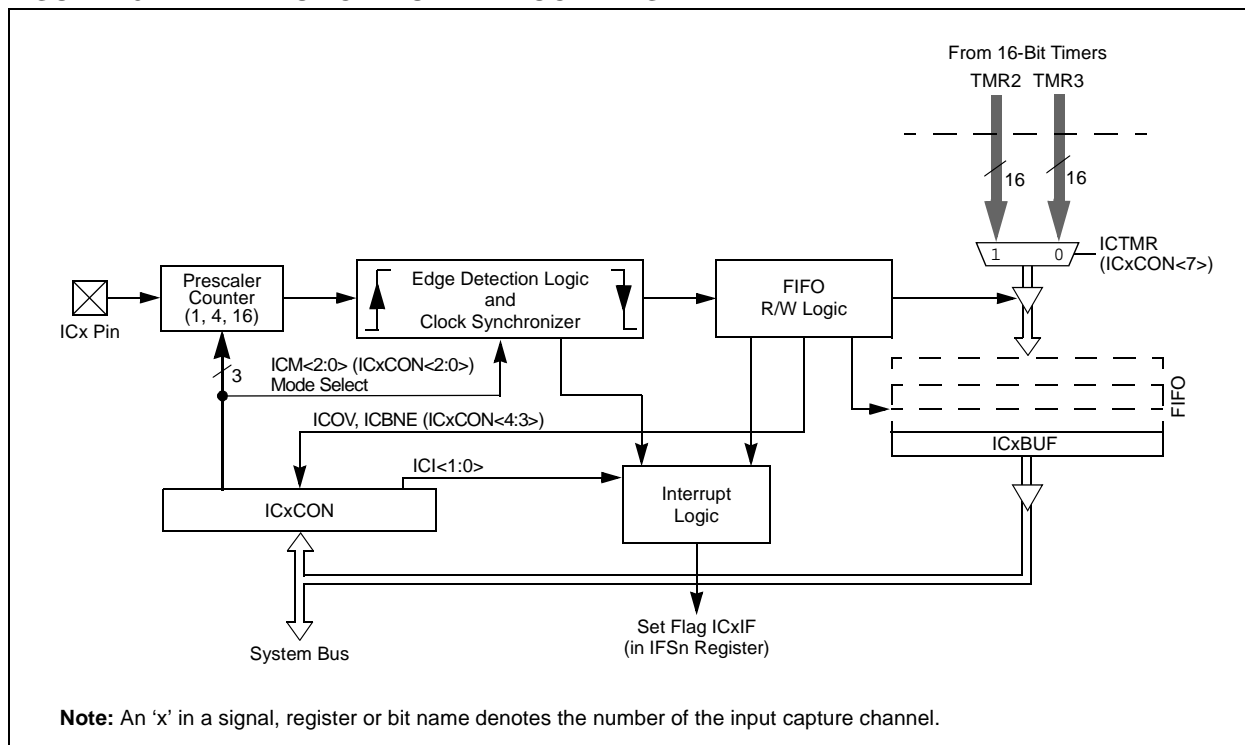 From 16-Bit Timers
TMR2 TMR3
16 16
1 0
ICTMR
(ICxCON<7>)
Prescaler
Counter
(1, 4, 16)
Edge Detection Logic
and
Clock Synchronizer
FIFO
R/W Logic
ICx Pin
3
ICM<2:0> (ICxCON<2:0>)
Mode Select
FIFO
ICOV, ICBNE (ICxCON<4:3>)
ICxBUF
ICI<1:0>
Interrupt
Logic
ICxCON
Set Flag ICxIF
(in IFSn Register)
System Bus
Note: An ‘x’ in a signal, register or bit name denotes the number of the input capture channel.